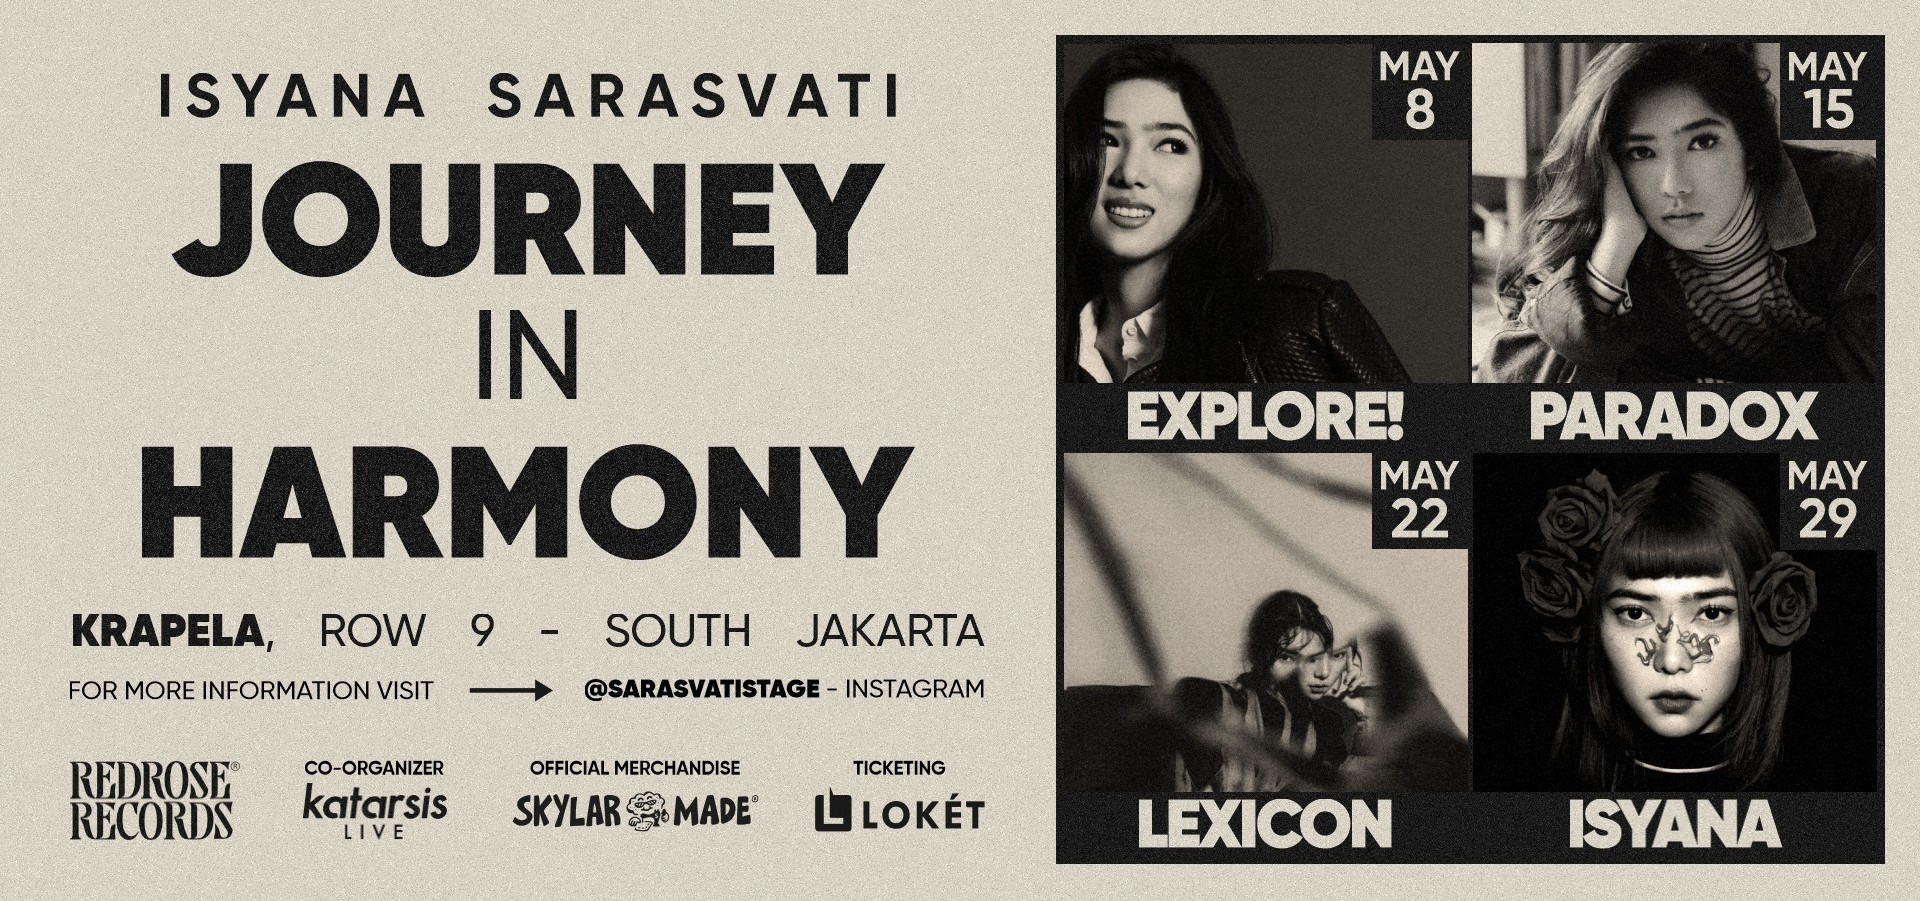 ISYANA SARASVATI
JOURNEY
IN
HARMONY
KRAPELA, ROW 9 - SOUTH JAKARTA
FOR MORE INFORMATION VISIT → @SARASVATISTAGE - INSTAGRAM
REDROSE®
RECORDS
CO-ORGANIZER
katarsis
LIVE
OFFICIAL MERCHANDISE
SKYLAR MADE®
TICKETING
LOKÉT
MAY
8
EXPLORE!
MAY
15
PARADOX
MAY
22
LEXICON
MAY
29
ISYANA